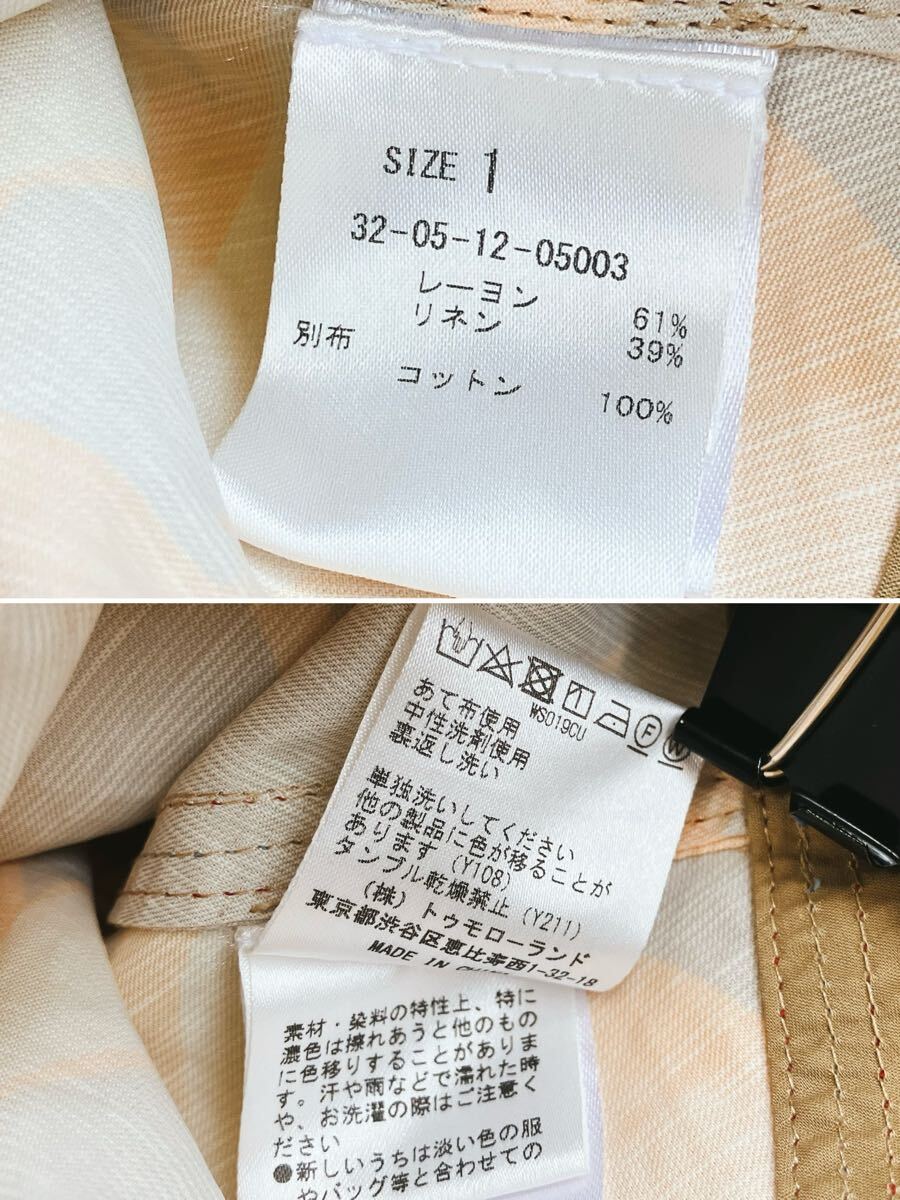 SIZE 1
32-05-12-05003
レーヨン 61%
リネン 39%
別布
コットン 100%
WS019CU
F
W
あて布使用
中性洗剤使用
裏返し洗い
単独洗いしてください
他の製品に色が移ることが
あります (Y108)
タンブル乾燥禁止 (Y211)
(株) トゥモローランド
東京都渋谷区恵比寿西1-32-18
MADE IN
素材・染料の特性上、特に
濃色は擦れあうと他のもの
に色移りすることがありま
す。汗や雨などで濡れた時
や、お洗濯の際はご注意く
ださい
●新しいうちは淡い色の服
やバッグ等と合わせての